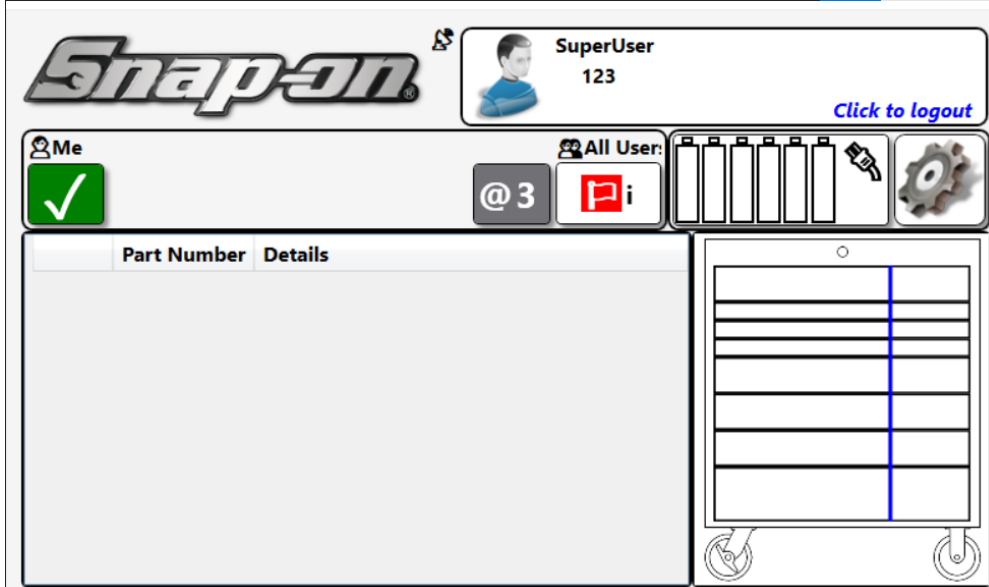 Snap-on®
SuperUser
123
Click to logout
Me
All User:
@ 3
i
Part Number Details